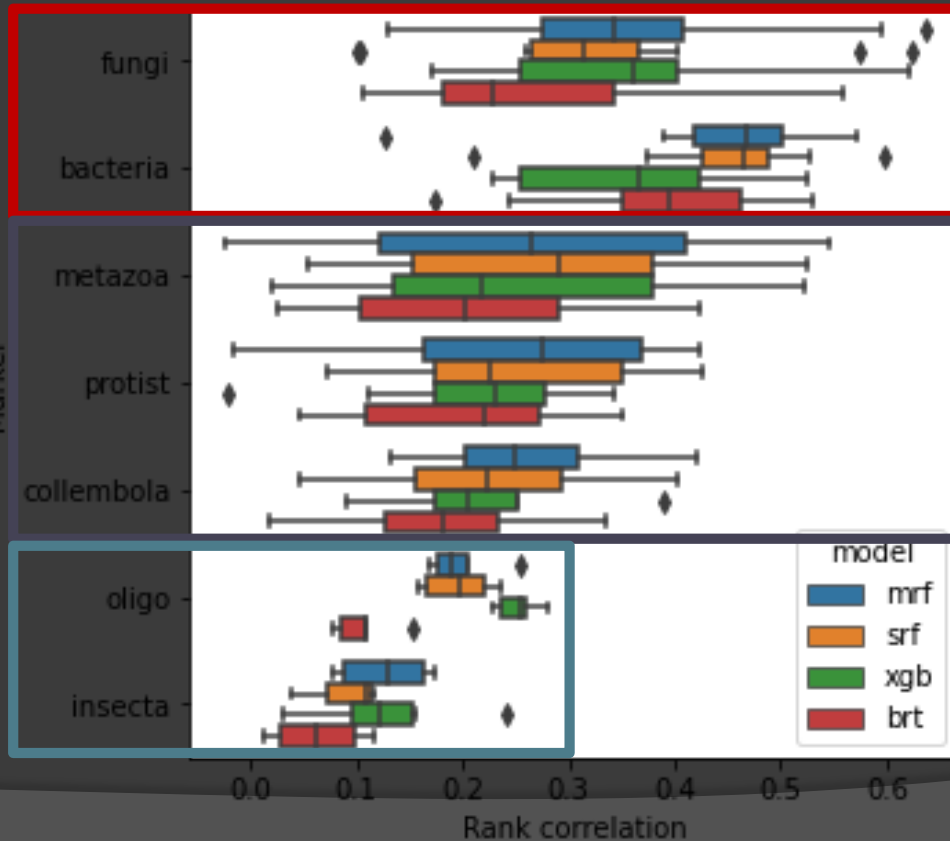 fungi
bacteria
metazoa
protist
collembola
oligo
insecta
model
mrf
srf
xgb
brt
0.0 0.1 0.2 0.3 0.4 0.5 0.6
Rank correlation